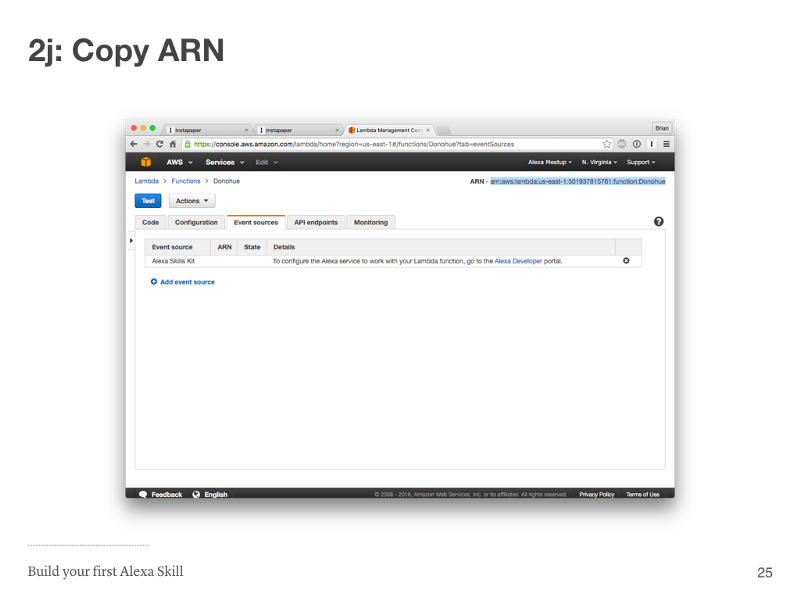 2j: Copy ARN
Instapaper × Instapaper × Lambda Management Con × Brian
https://console.aws.amazon.com/lambda/home?region=us-east-1#/functions/Donohue?tab=eventSources
AWS Services Edit Alexa Meetup N. Virginia Support
Lambda > Functions > Donohue ARN - arn:aws:lambda:us-east-1:501937815761:function:Donohue
Test Actions
Code Configuration Event sources API endpoints Monitoring ?
Event source ARN State Details
Alexa Skills Kit To configure the Alexa service to work with your Lambda function, go to the Alexa Developer portal.
Add event source
Feedback English © 2008 - 2016, Amazon Web Services, Inc. or its affiliates. All rights reserved. Privacy Policy Terms of Use
Build your first Alexa Skill 25